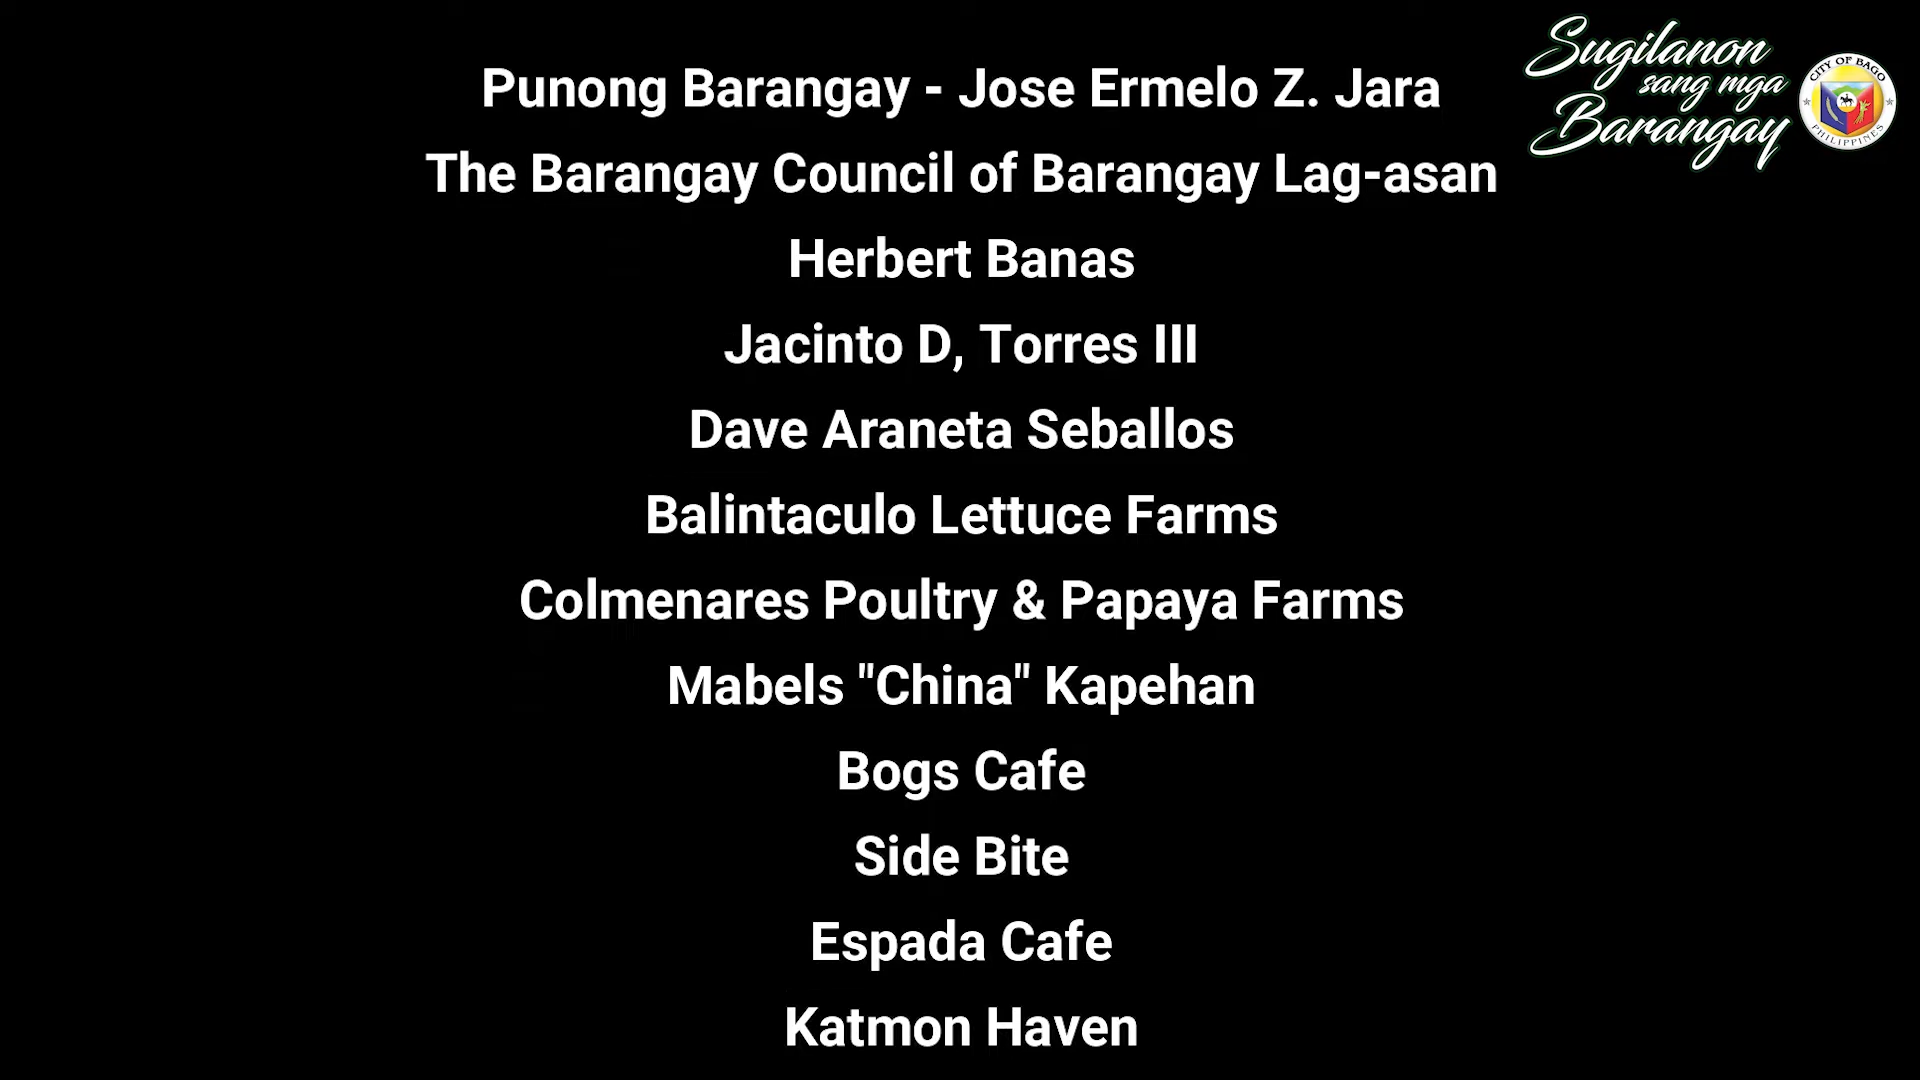 Sugilanon
sang mga
Barangay
CITY OF BAGO
PHILIPPINES
Punong Barangay - Jose Ermelo Z. Jara
The Barangay Council of Barangay Lag-asan
Herbert Banas
Jacinto D, Torres III
Dave Araneta Seballos
Balintaculo Lettuce Farms
Colmenares Poultry & Papaya Farms
Mabels "China" Kapehan
Bogs Cafe
Side Bite
Espada Cafe
Katmon Haven